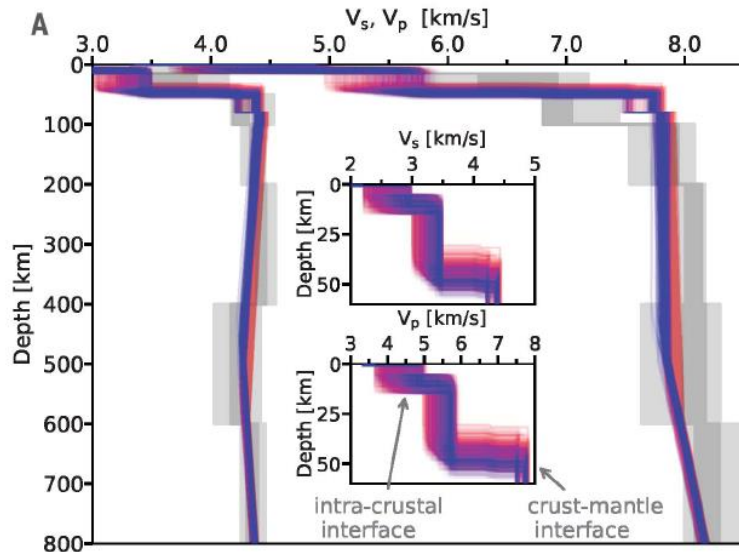 A
Vs, Vp [km/s]
3.0 4.0 5.0 6.0 7.0 8.0
0
100
200
300
400
500
600
700
800
Depth [km]
Vs [km/s]
2 3 4 5
0
25
50
Depth [km]
Vp [km/s]
3 4 5 6 7 8
0
25
50
Depth [km]
intra-crustal
interface
crust-mantle
interface